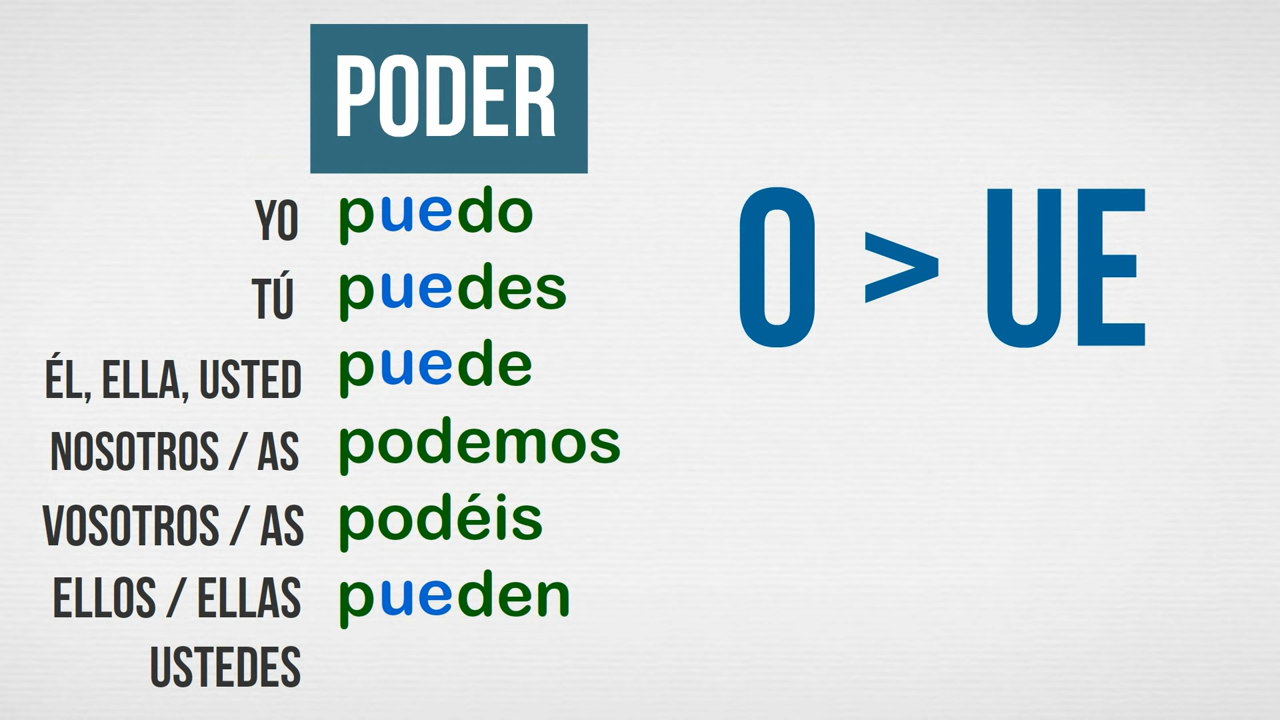 PODER
YO puedo
TÚ puedes
ÉL, ELLA, USTED puede
NOSOTROS / AS podemos
VOSOTROS / AS podéis
ELLOS / ELLAS pueden
USTEDES
O > UE